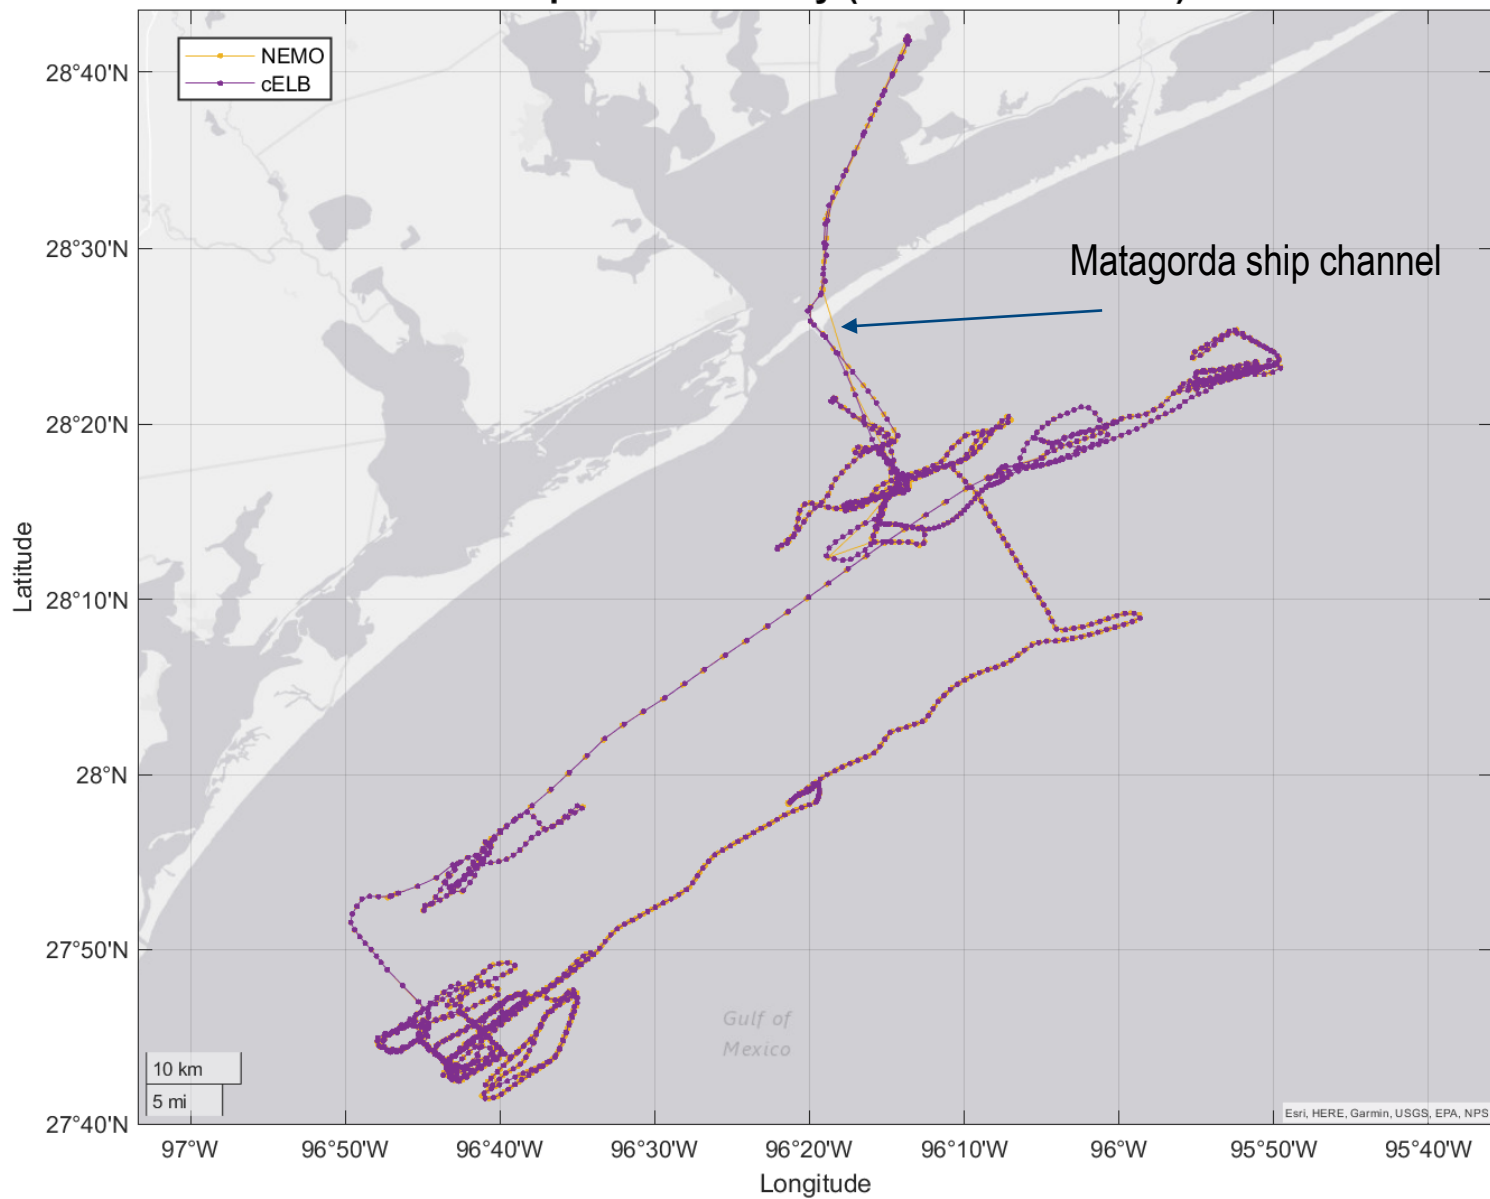 NEMO
cELB
Matagorda ship channel
28°40'N
28°30'N
28°20'N
28°10'N
28°N
27°50'N
27°40'N
Latitude
Gulf of
Mexico
10 km
5 mi
Esri, HERE, Garmin, USGS, EPA, NPS
97°W
96°50'W
96°40'W
96°30'W
96°20'W
96°10'W
96°W
95°50'W
95°40'W
Longitude